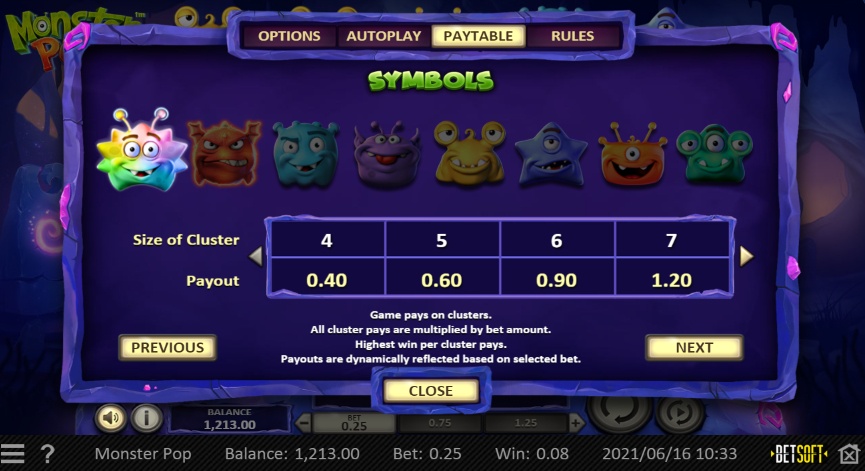 MONSTER
OPTIONS AUTOPLAY PAYTABLE RULES
SYMBOLS
Size of Cluster 4 5 6 7
Payout 0.40 0.60 0.90 1.20
Game pays on clusters.
All cluster pays are multiplied by bet amount.
Highest win per cluster pays.
Payouts are dynamically reflected based on selected bet.
PREVIOUS NEXT
CLOSE
BALANCE
1,213.00
BET
0.25 0.75 1.25
Monster Pop Balance: 1,213.00 Bet: 0.25 Win: 0.08 2021/06/16 10:33 BETSOFT